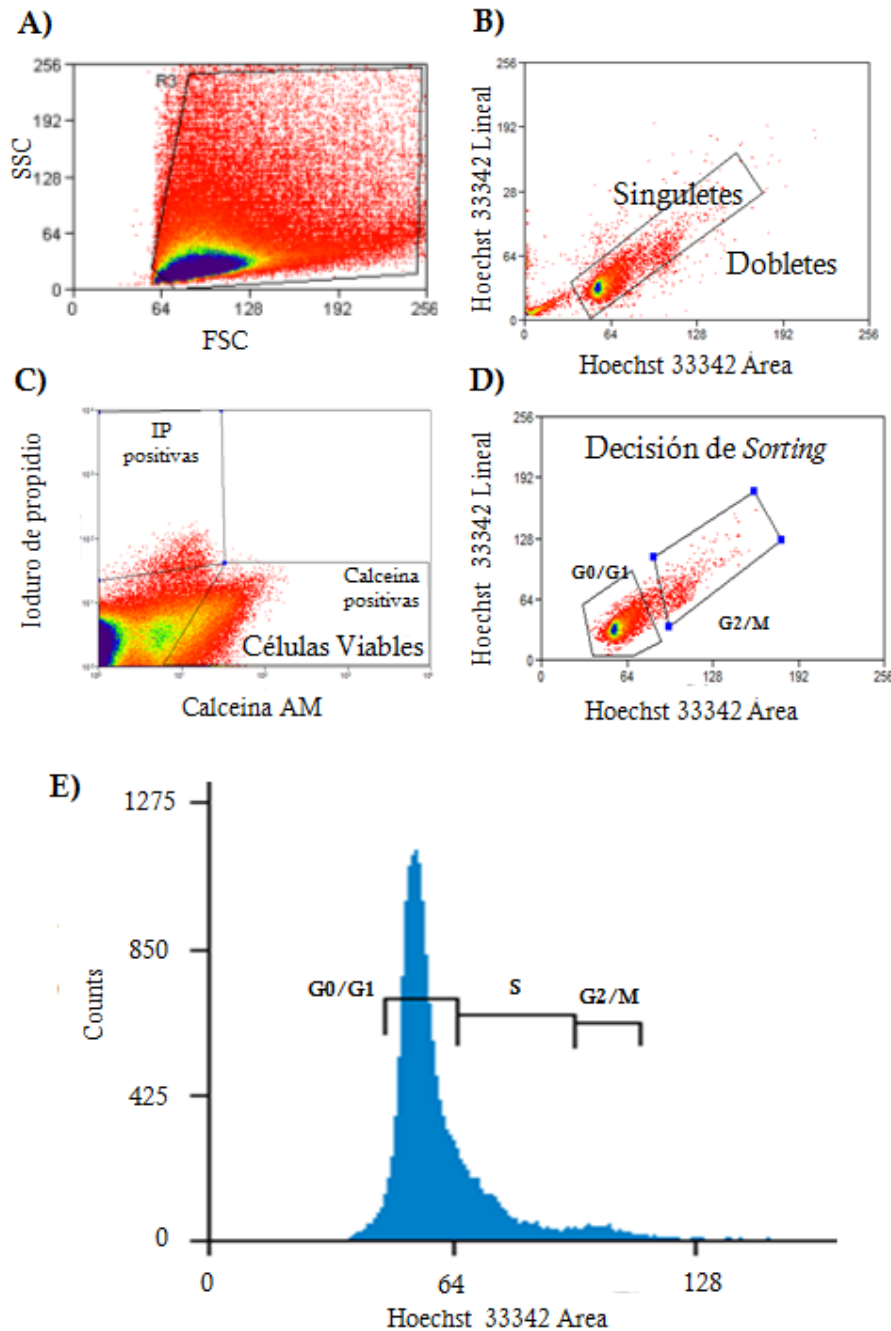 A)
B)
256
192
128
64
0
R3
SSC
0
64
128
192
256
FSC
256
192
28
64
0
Hoechst 33342 Lineal
Singuletes
Dobletes
0
64
128
192
256
Hoechst 33342 Área
C)
D)
Ioduro de propidio
IP
positivas
Calceina
positivas
Células Viables
Calceina AM
256
192
128
64
0
Hoechst 33342 Lineal
Decisión de Sorting
G0/G1
G2/M
0
64
128
192
256
Hoechst 33342 Área
E)
1275
850
425
0
Counts
G0/G1
S
G2/M
0
64
128
Hoechst 33342 Area